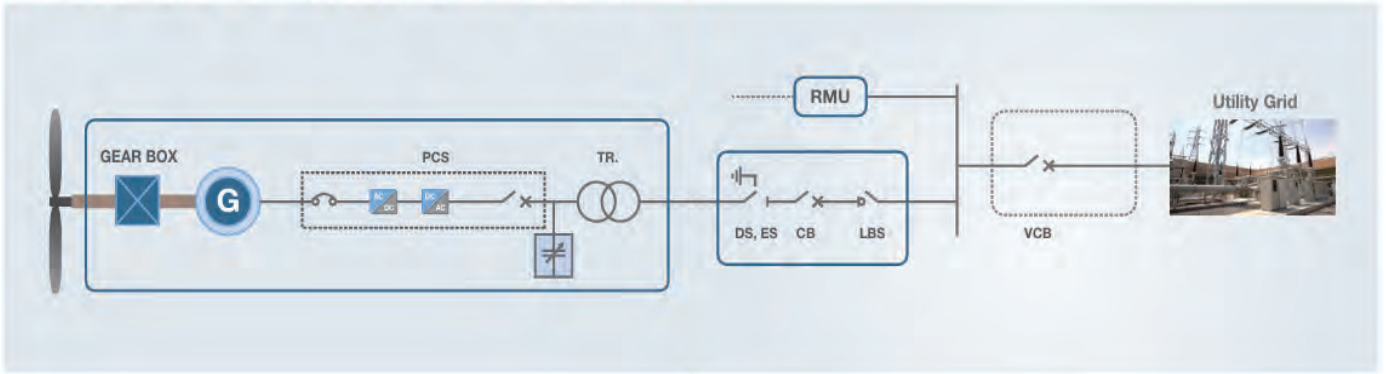 RMU
Utility Grid
GEAR BOX
PCS
TR.
G
AC
DC
DC
AC
DS, ES
CB
LBS
VCB